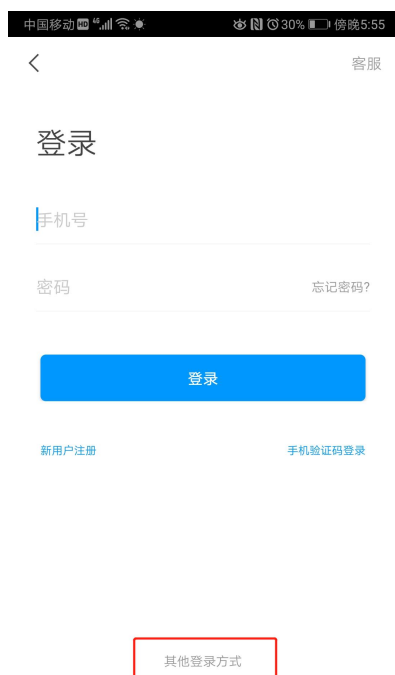 中国移动 HD 4G 30% 傍晚5:55
客服
登录
手机号
密码 忘记密码?
登录
新用户注册 手机验证码登录
其他登录方式